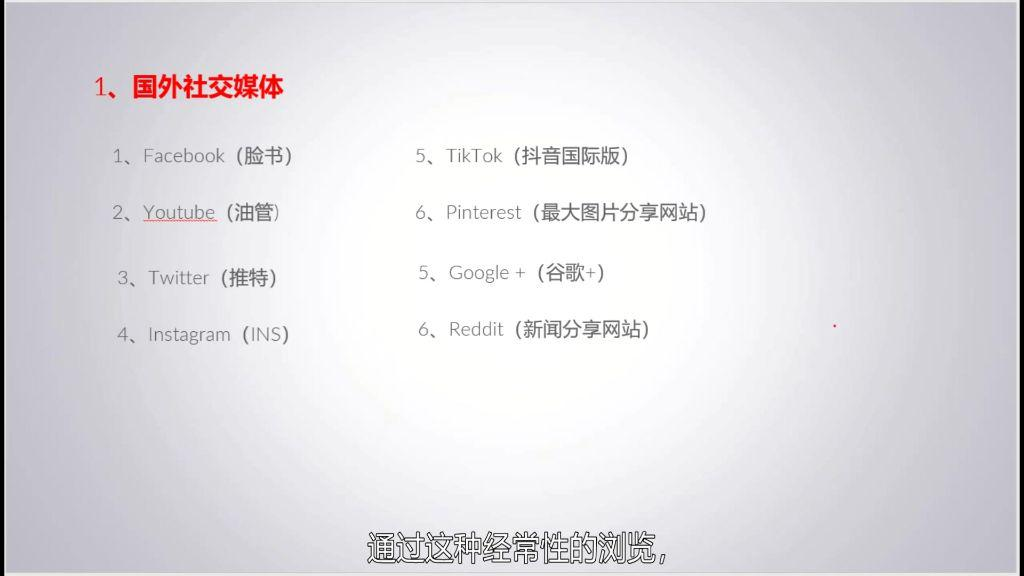 1、国外社交媒体
1、Facebook（脸书）
2、Youtube（油管）
3、Twitter（推特）
4、Instagram（INS）
5、TikTok（抖音国际版）
6、Pinterest（最大图片分享网站）
5、Google +（谷歌+）
6、Reddit（新闻分享网站）
通过这种经常性的浏览，